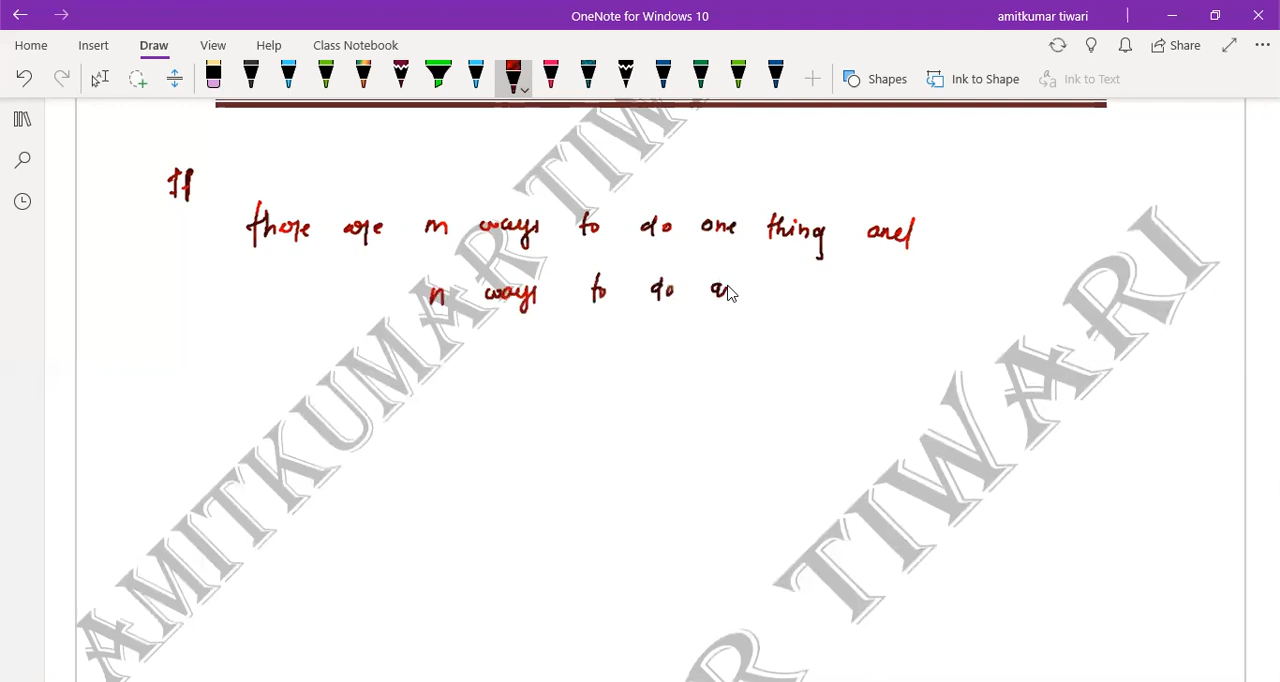 OneNote for Windows 10
amitkumar tiwari
Home Insert Draw View Help Class Notebook Share
Shapes Ink to Shape Ink to Text
If
there are m ways to do one thing and
n ways to do a
AMITKUMAR TIWARI
TIWARI